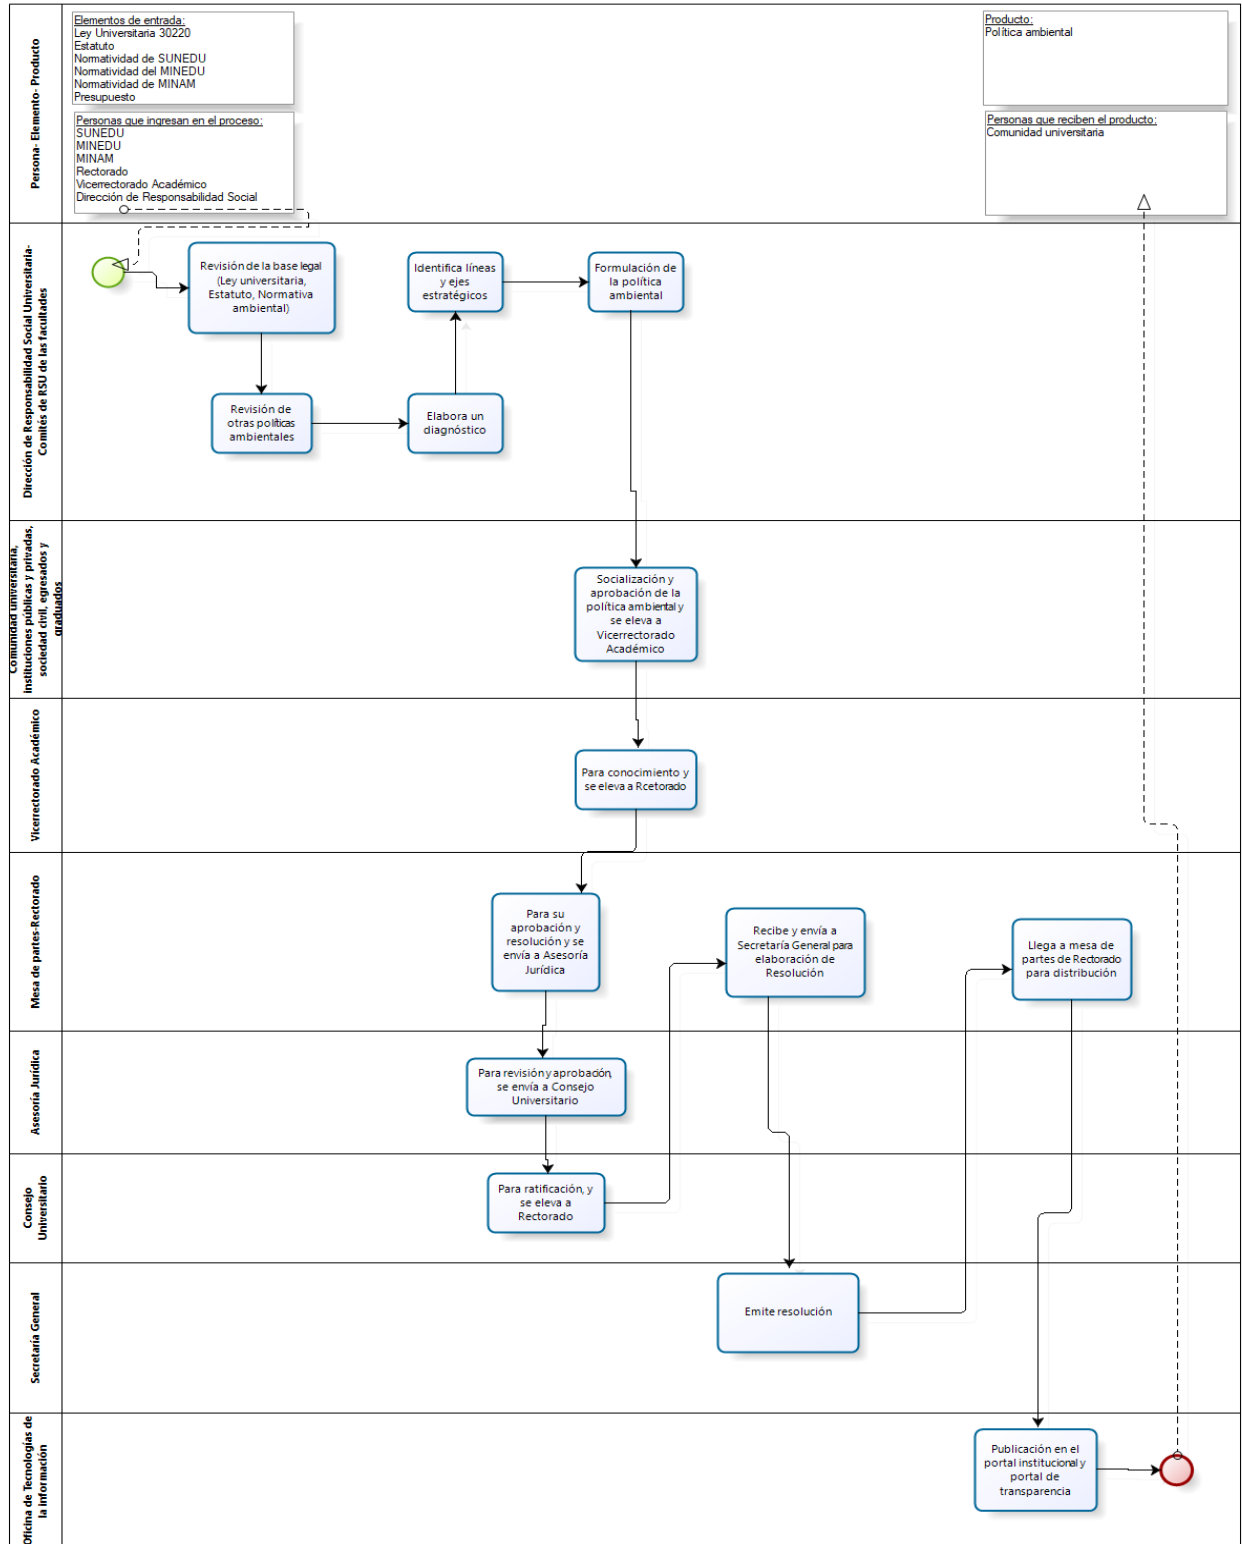 Persona- Elemento- Producto
Elementos de entrada:
Ley Universitaria 30220
Estatuto
Normatividad de SUNEDU
Normatividad del MINEDU
Normatividad de MINAM
Presupuesto
Personas que ingresan en el proceso:
SUNEDU
MINEDU
MINAM
Rectorado
Vicerrectorado Académico
Dirección de Responsabilidad Social
Producto:
Política ambiental
Personas que reciben el producto:
Comunidad universitaria
Dirección de Responsabilidad Social Universitaria-
Comités de RSU de las facultades
Revisión de la base legal
(Ley universitaria,
Estatuto, Normativa
ambiental)
Revisión de
otras políticas
ambientales
Elabora un
diagnóstico
Identifica líneas
y ejes
estratégicos
Formulación de
la política
ambiental
Comunidad universitaria,
instituciones públicas y privadas,
sociedad civil, egresados y
graduados
Socialización y
aprobación de la
política ambiental y
se eleva a
Vicerrectorado
Académico
Vicerrectorado Académico
Para conocimiento y
se eleva a Rcetorado
Mesa de partes-Rectorado
Para su
aprobación y
resolución y se
envía a Asesoría
Jurídica
Recibe y envía a
Secretaría General para
elaboración de
Resolución
Llega a mesa de
partes de Rectorado
para distribución
Asesoría Jurídica
Para revisión y aprobación,
se envía a Consejo
Universitario
Consejo
Universitario
Para ratificación, y
se eleva a
Rectorado
Secretaría General
Emite resolución
Oficina de Tecnologías de
la información
Publicación en el
portal institucional y
portal de
transparencia